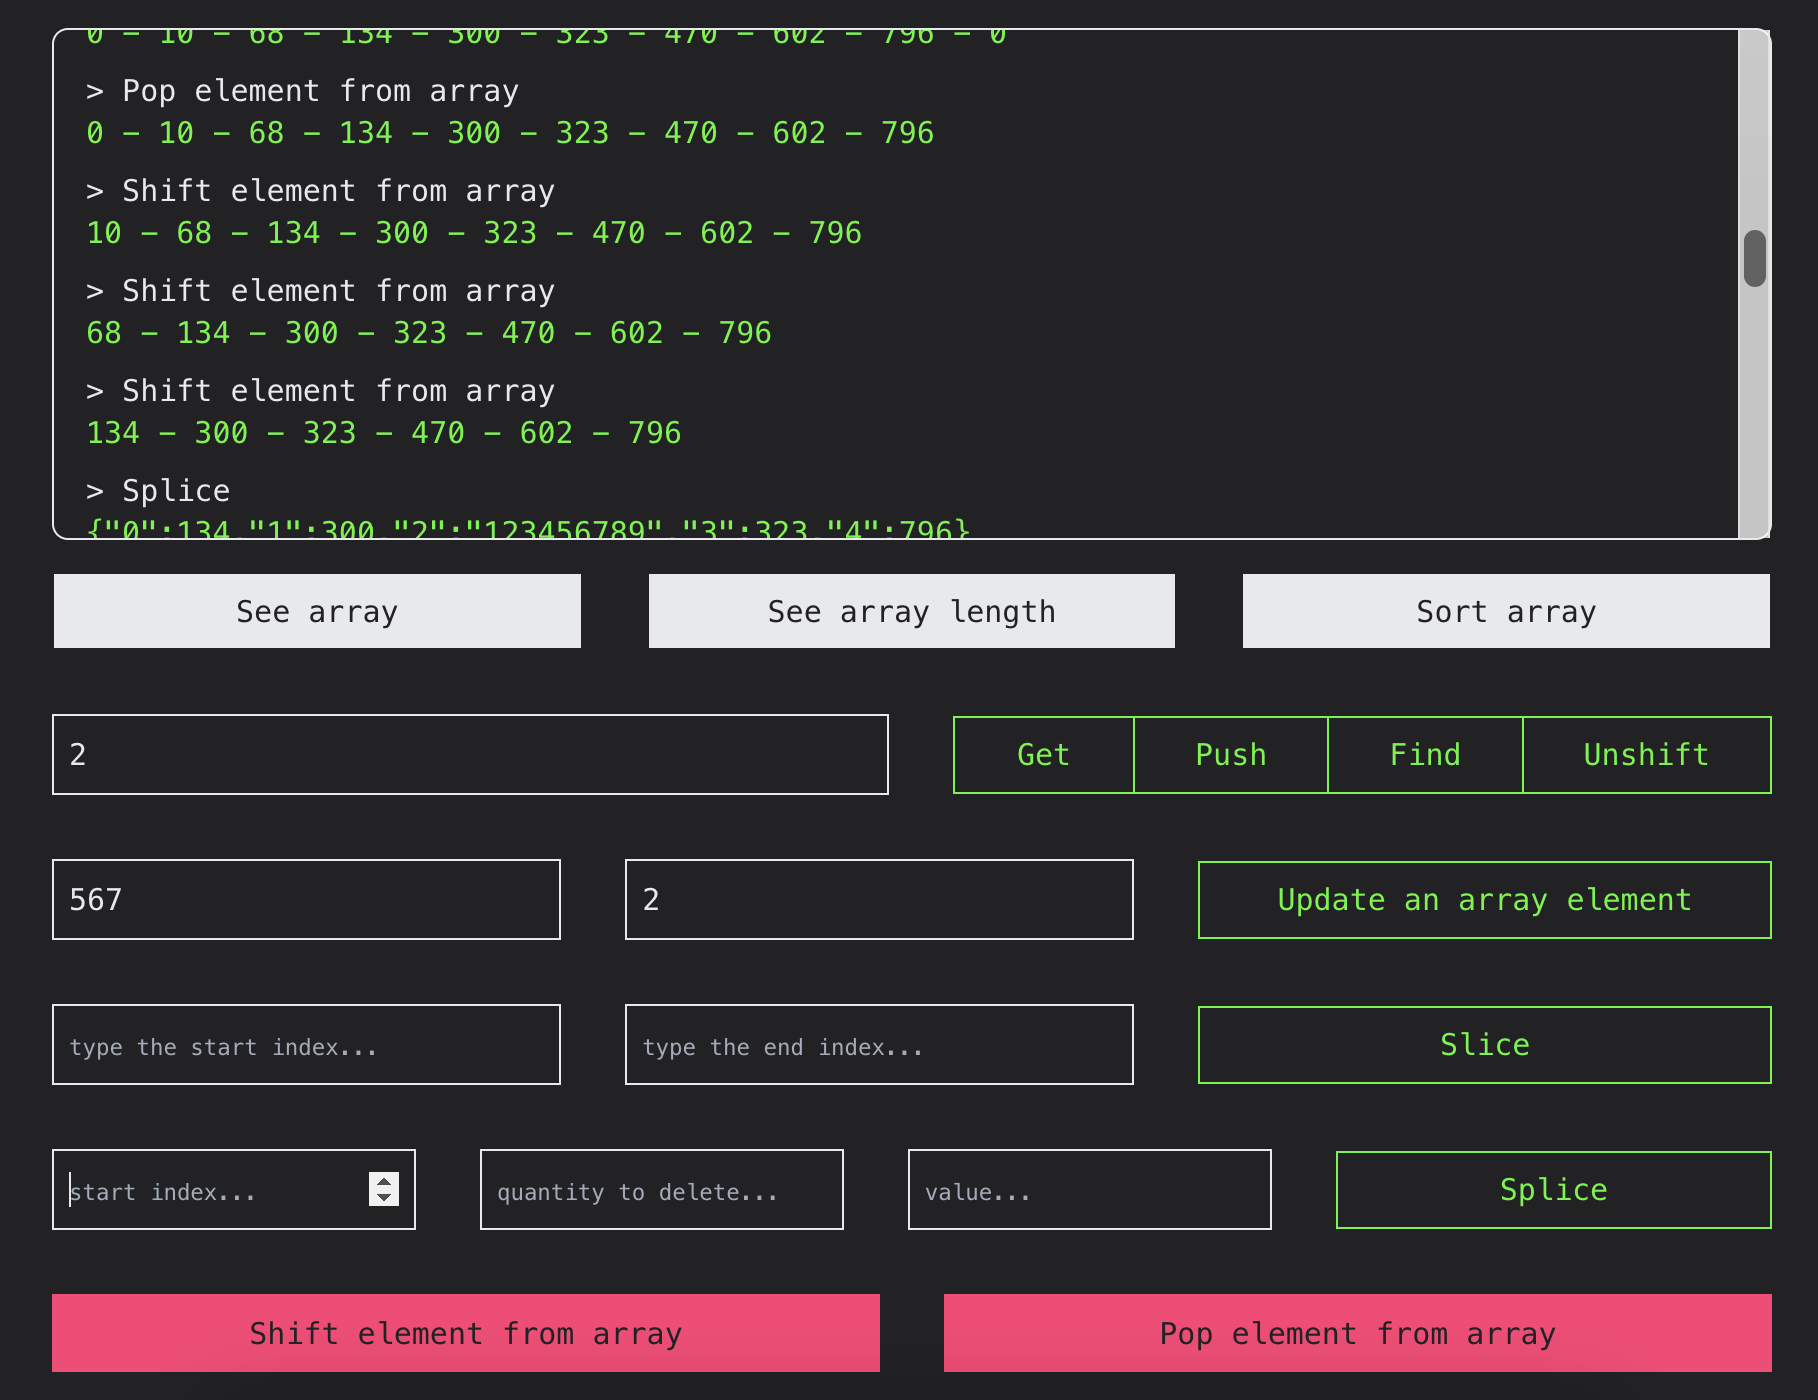 0 – 10 – 68 – 134 – 300 – 323 – 470 – 602 – 796 – 0
> Pop element from array
0 – 10 – 68 – 134 – 300 – 323 – 470 – 602 – 796
> Shift element from array
10 – 68 – 134 – 300 – 323 – 470 – 602 – 796
> Shift element from array
68 – 134 – 300 – 323 – 470 – 602 – 796
> Shift element from array
134 – 300 – 323 – 470 – 602 – 796
> Splice
{"0":134,"1":300,"2":"123456789","3":323,"4":796}
See array
See array length
Sort array
2
Get
Push
Find
Unshift
567
2
Update an array element
type the start index...
type the end index...
Slice
start index...
quantity to delete...
value...
Splice
Shift element from array
Pop element from array